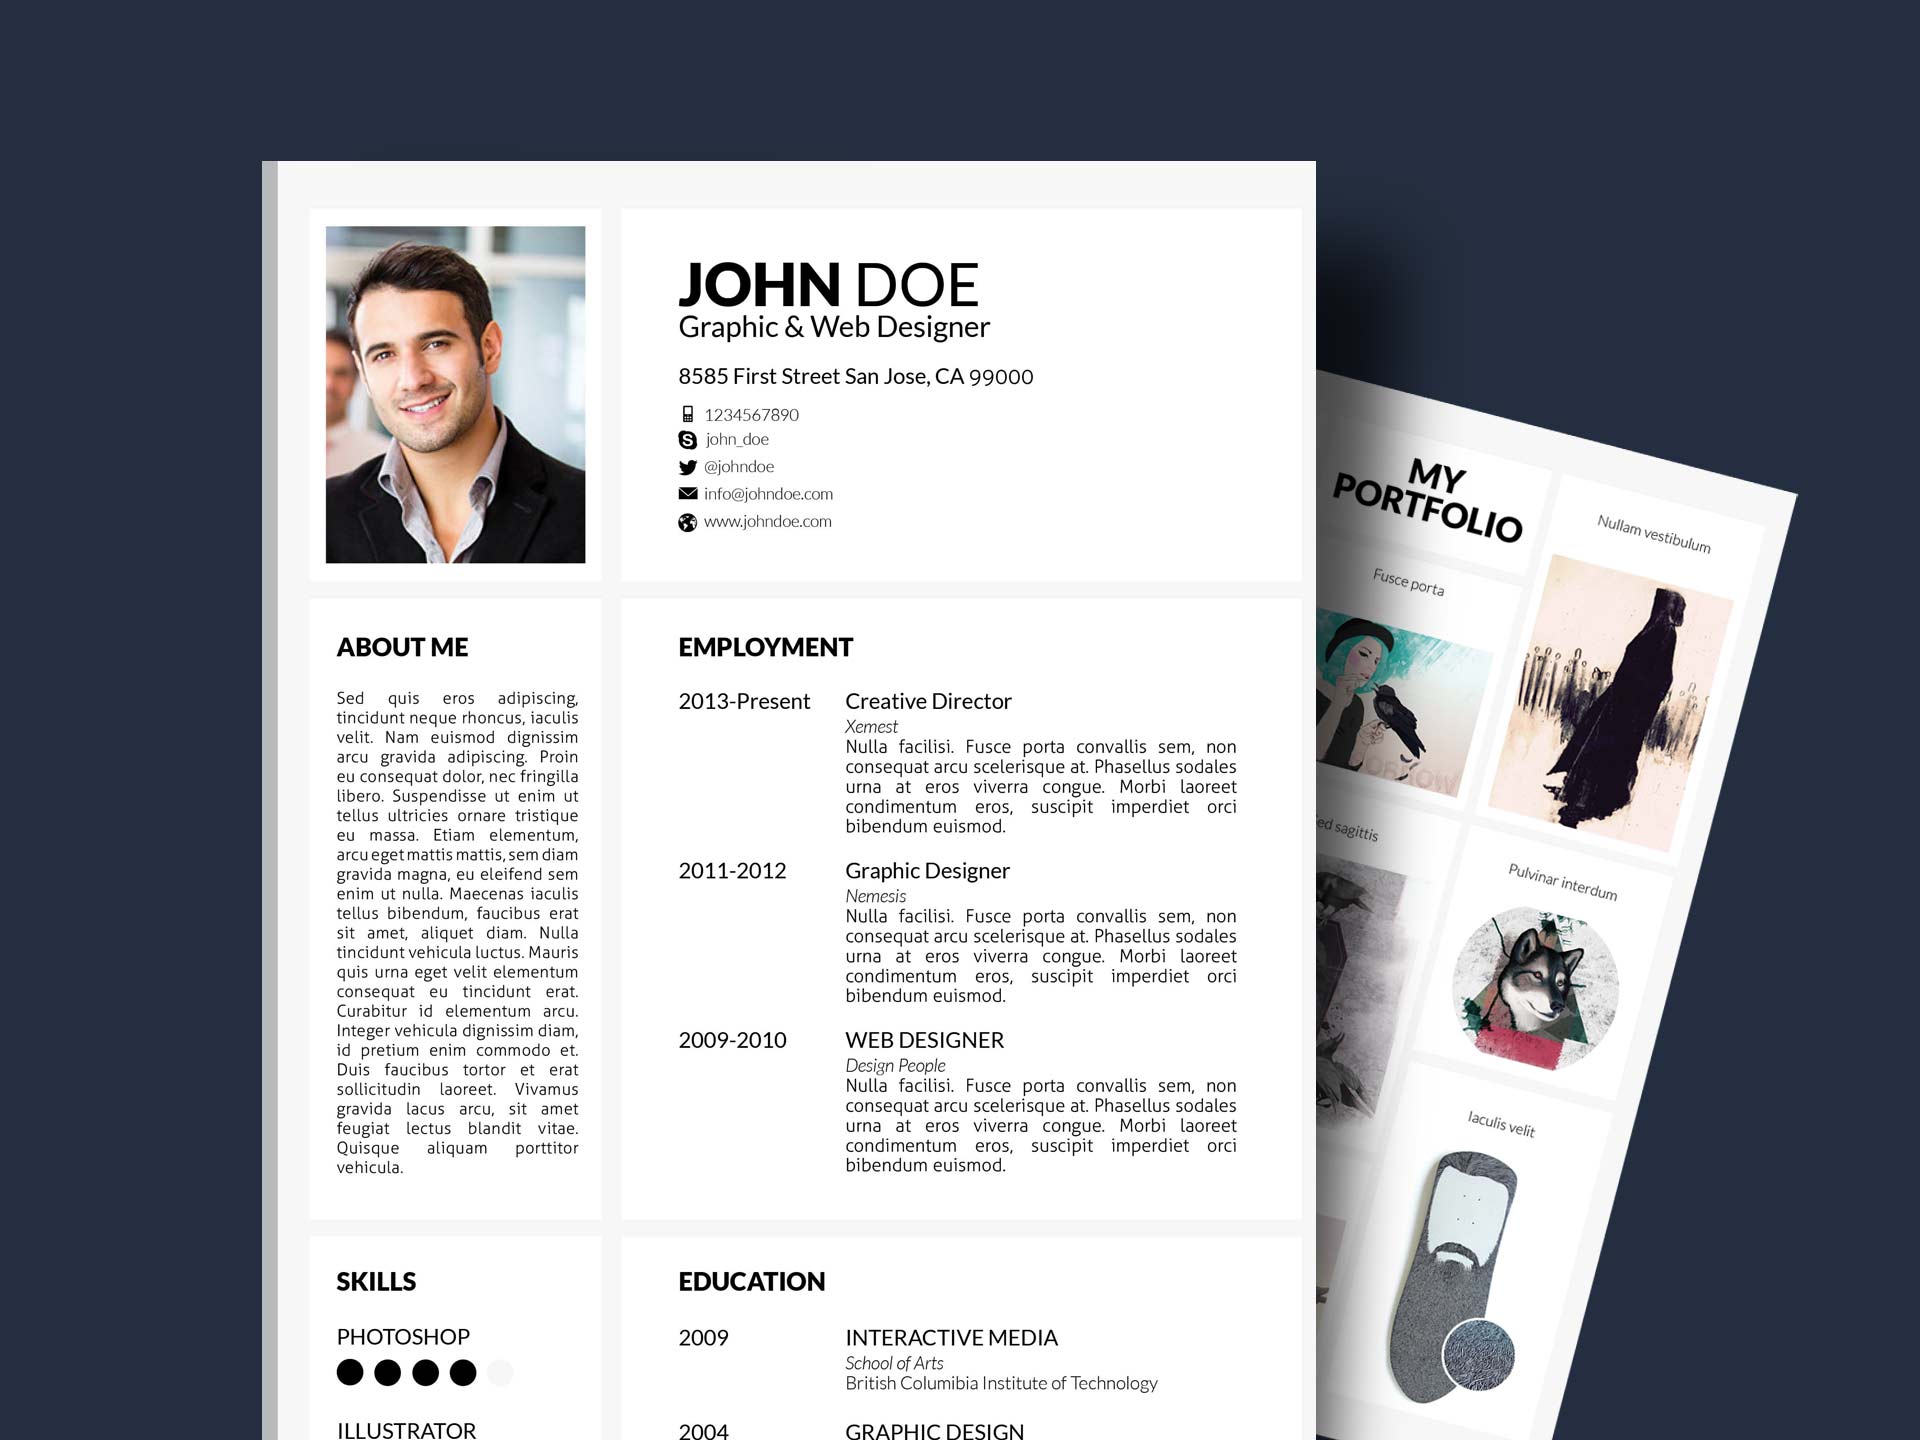 JOHN DOE
Graphic & Web Designer
8585 First Street San Jose, CA 99000
1234567890
john_doe
@johndoe
info@johndoe.com
www.johndoe.com
ABOUT ME
Sed quis eros adipiscing,
tincidunt neque rhoncus, iaculis
velit. Nam euismod dignissim
arcu gravida adipiscing. Proin
eu consequat dolor, nec fringilla
libero. Suspendisse ut enim ut
tellus ultricies ornare tristique
eu massa. Etiam elementum,
arcu eget mattis mattis, sem diam
gravida magna, eu eleifend sem
enim ut nulla. Maecenas iaculis
tellus bibendum, faucibus erat
sit amet, aliquet diam. Nulla
tincidunt vehicula luctus. Mauris
quis urna eget velit elementum
consequat eu tincidunt erat.
Curabitur id elementum arcu.
Integer vehicula dignissim diam,
id pretium enim commodo et.
Duis faucibus tortor et erat
sollicitudin laoreet. Vivamus
gravida lacus arcu, sit amet
feugiat lectus blandit vitae.
Quisque aliquam porttitor
vehicula.
EMPLOYMENT
2013-Present Creative Director
Xemest
Nulla facilisi. Fusce porta convallis sem, non
consequat arcu scelerisque at. Phasellus sodales
urna at eros viverra congue. Morbi laoreet
condimentum eros, suscipit imperdiet orci
bibendum euismod.
2011-2012 Graphic Designer
Nemesis
Nulla facilisi. Fusce porta convallis sem, non
consequat arcu scelerisque at. Phasellus sodales
urna at eros viverra congue. Morbi laoreet
condimentum eros, suscipit imperdiet orci
bibendum euismod.
2009-2010 WEB DESIGNER
Design People
Nulla facilisi. Fusce porta convallis sem, non
consequat arcu scelerisque at. Phasellus sodales
urna at eros viverra congue. Morbi laoreet
condimentum eros, suscipit imperdiet orci
bibendum euismod.
SKILLS
PHOTOSHOP
ILLUSTRATOR
EDUCATION
2009 INTERACTIVE MEDIA
School of Arts
British Columibia Institute of Technology
2004 GRAPHIC DESIGN
MY
PORTFOLIO
Nullam vestibulum
Fusce porta
sagittis
Pulvinar interdum
Iaculis velit